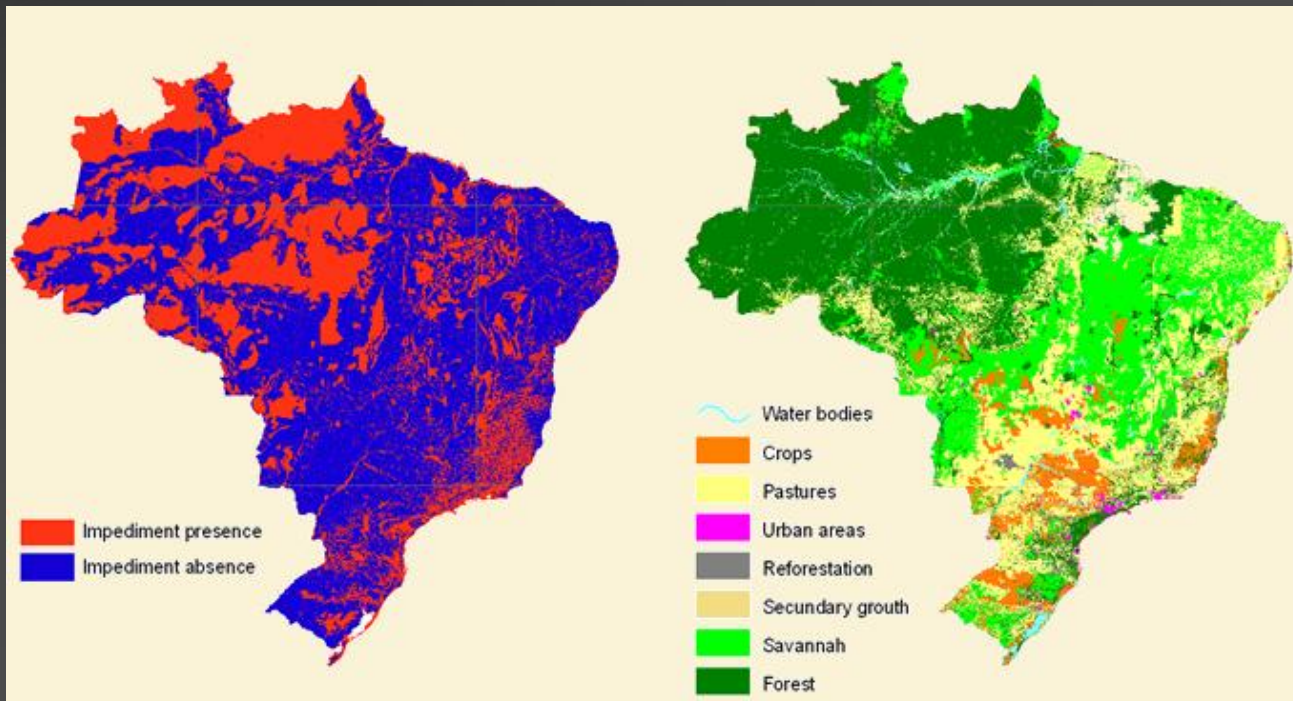 Impediment presence
Impediment absence
Water bodies
Crops
Pastures
Urban areas
Reforestation
Secundary grouth
Savannah
Forest